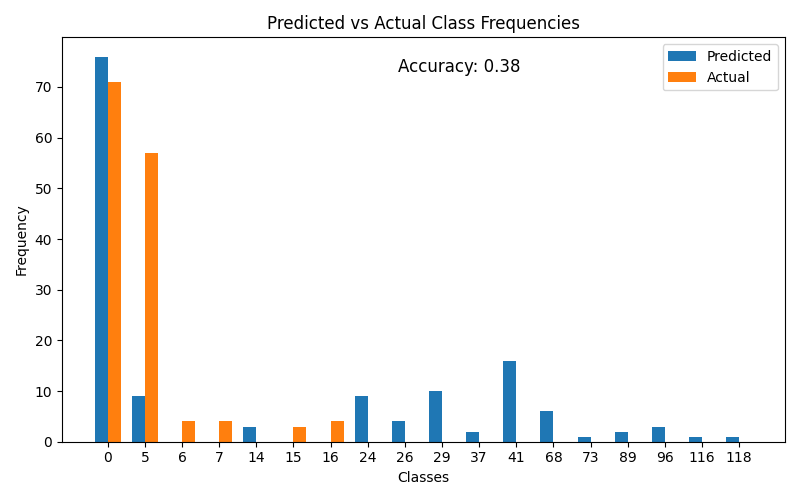 Predicted vs Actual Class Frequencies
Accuracy: 0.38
Predicted
Actual
Frequency
70
60
50
40
30
20
10
0
0 5 6 7 14 15 16 24 26 29 37 41 68 73 89 96 116 118
Classes